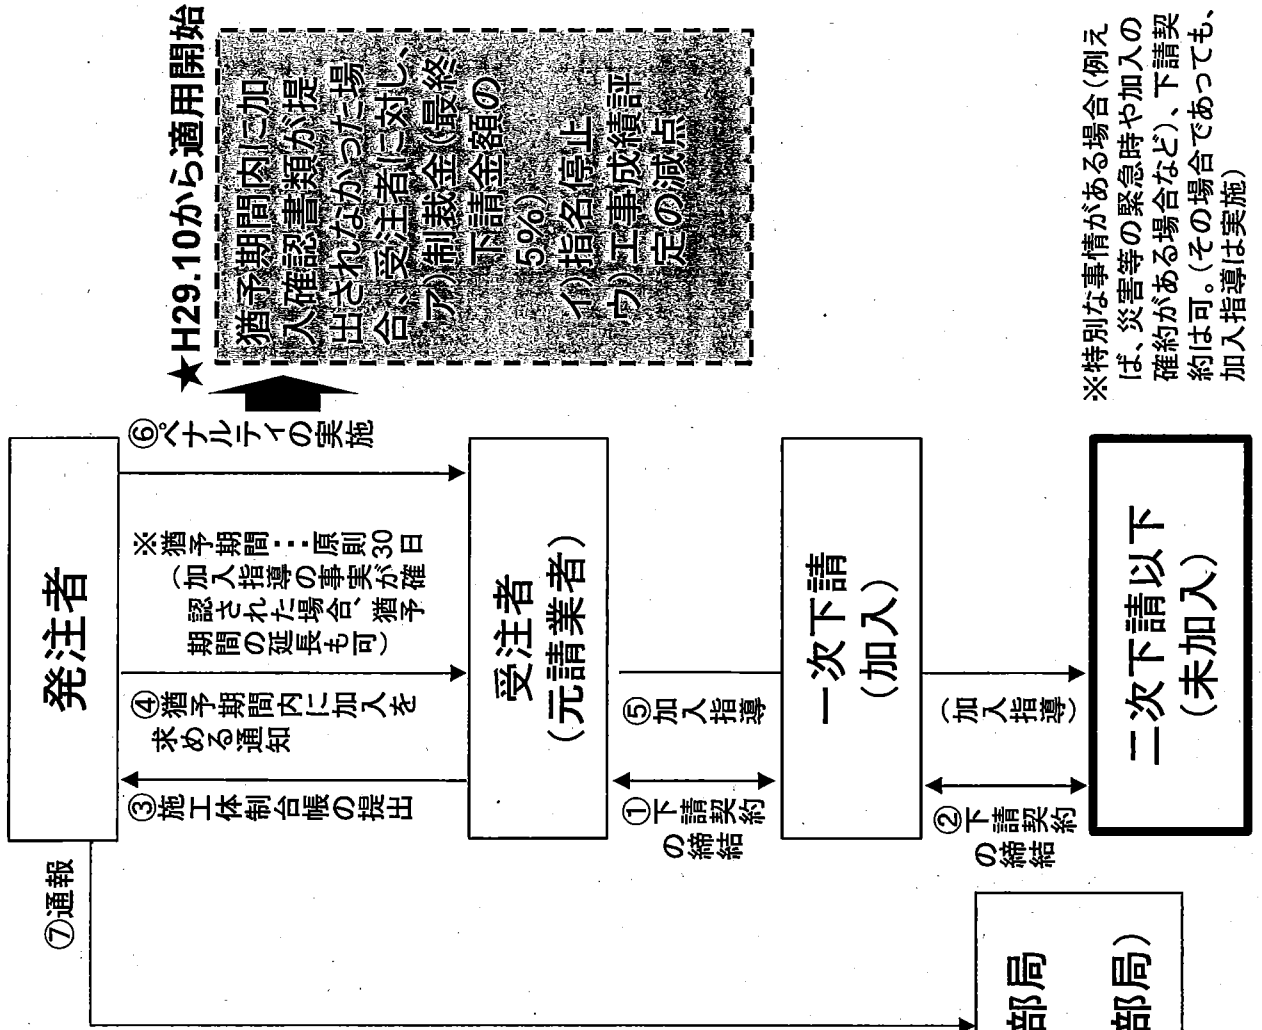 ★H29.10から適用開始
猶予期間内に加
入確認書類が提
出されなかった場
合、受注者に対し、
ア)制裁金(最終
下請金額の
5%)
イ)指名停止
ウ)工事成績評
定の減点
※特別な事情がある場合(例え
ば、災害等の緊急時や加入の
確約がある場合など)、下請契
約は可。(その場合であっても、
加入指導は実施)
発注者
⑥ペナルティの実施
※猶予期間・・・原則30日
(加入指導の事実が確
認された場合、猶予
期間の延長も可)
④猶予期間内に加入を
求める通知
③施工体制台帳の提出
受注者
(元請業者)
⑤加入指導
①下請契約
の締結
一次下請
(加入)
(加入指導)
②下請契約
の締結
二次下請以下
(未加入)
⑦通報
部局
部局)